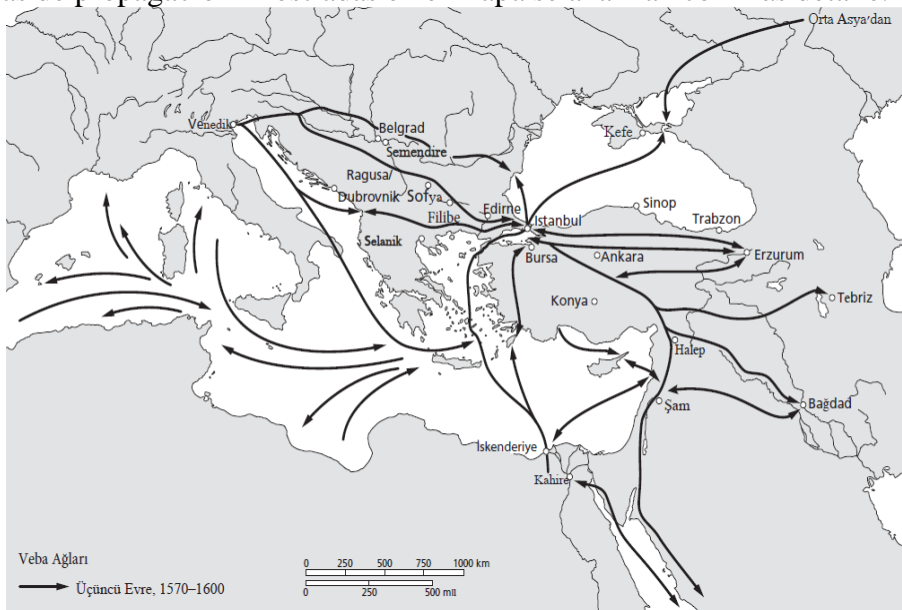 Orta Asya'dan
Kefe
Venedik
Belgrad
Semendire
Ragusa/
Dubrovnik
Sofya
Filibe
Edirne
İstanbul
Sinop
Trabzon
Selanik
Bursa
Ankara
Erzurum
Konya
Tebriz
Halep
Şam
Bağdad
İskenderiye
Kahire
Veba Ağları
Üçüncü Evre, 1570–1600
0 250 500 750 1000 km
0 250 500 mil